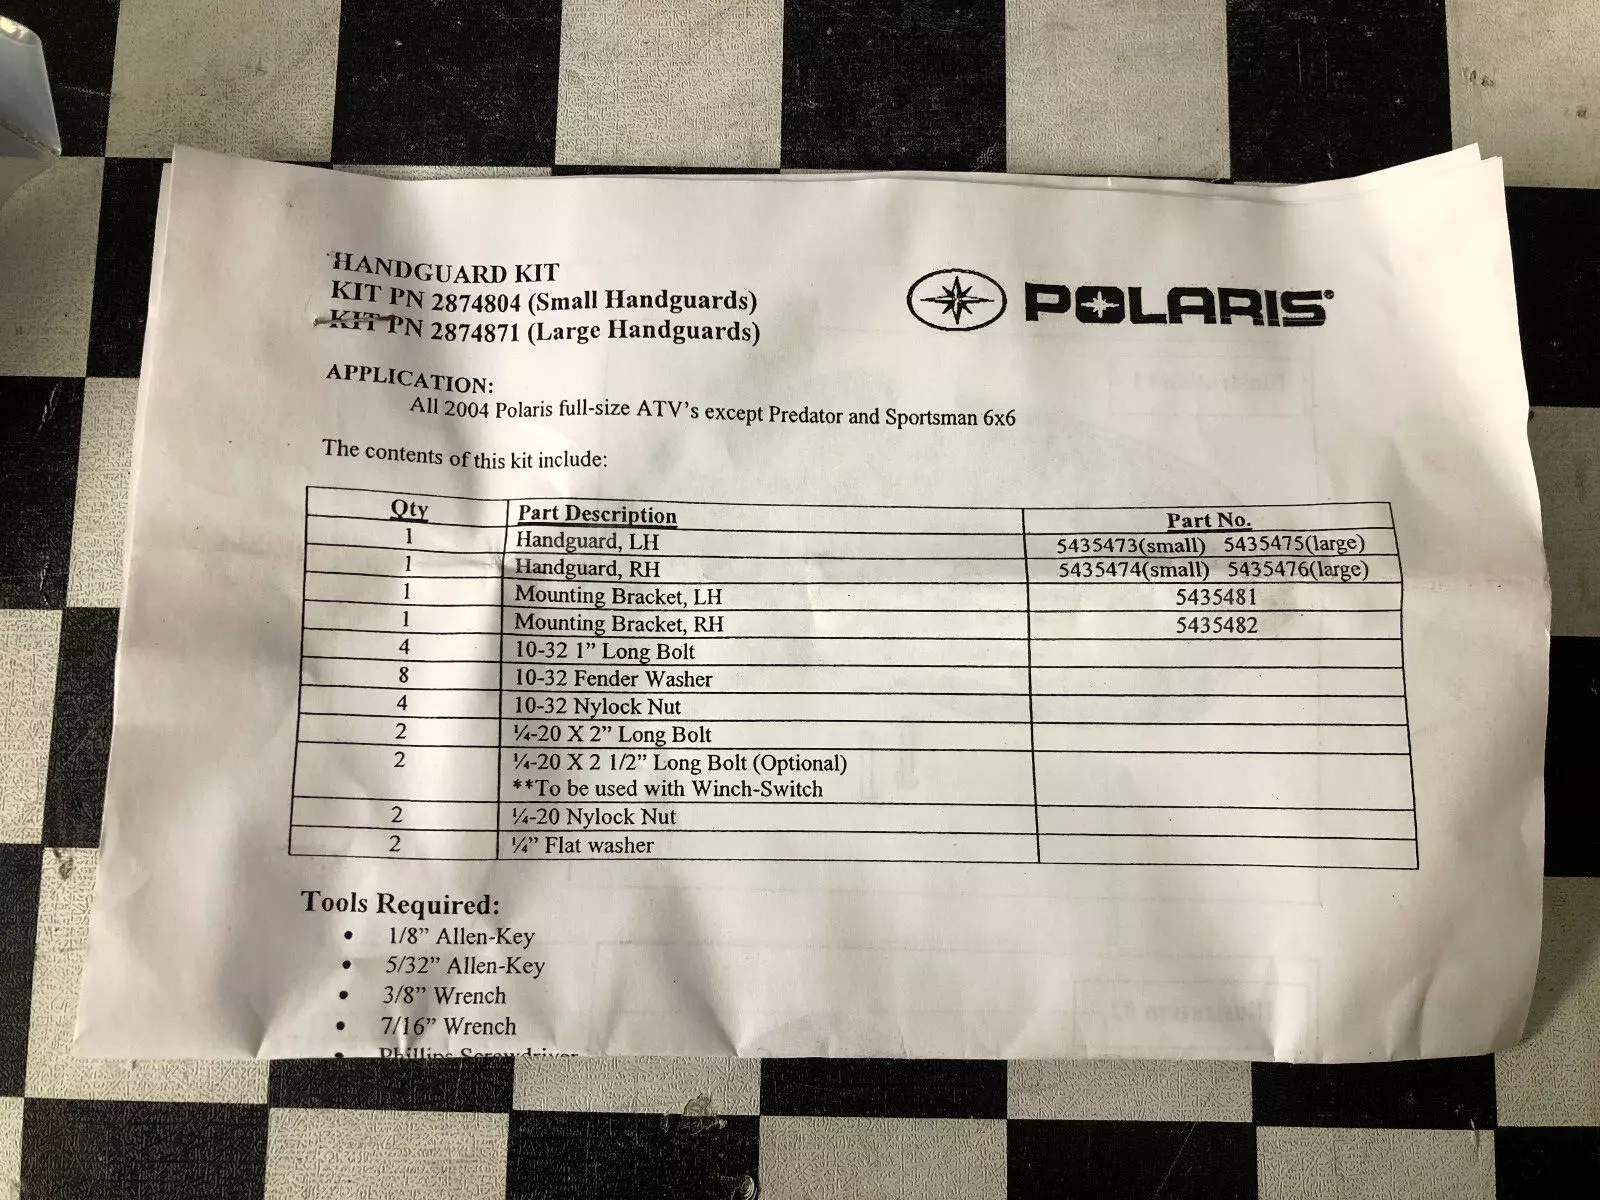 HANDGUARD KIT
KIT PN 2874804 (Small Handguards)
KIT PN 2874871 (Large Handguards)
POLARIS®
APPLICATION:
All 2004 Polaris full-size ATV's except Predator and Sportsman 6x6
The contents of this kit include:
Qty Part Description Part No.
1 Handguard, LH 5435473(small) 5435475(large)
1 Handguard, RH 5435474(small) 5435476(large)
1 Mounting Bracket, LH 5435481
1 Mounting Bracket, RH 5435482
4 10-32 1" Long Bolt
8 10-32 Fender Washer
4 10-32 Nylock Nut
2 ¼-20 X 2" Long Bolt
2 ¼-20 X 2 1/2" Long Bolt (Optional)
**To be used with Winch-Switch
2 ¼-20 Nylock Nut
2 ¼" Flat washer
Tools Required:
• 1/8" Allen-Key
• 5/32" Allen-Key
• 3/8" Wrench
• 7/16" Wrench
• Phillips Screwdriver